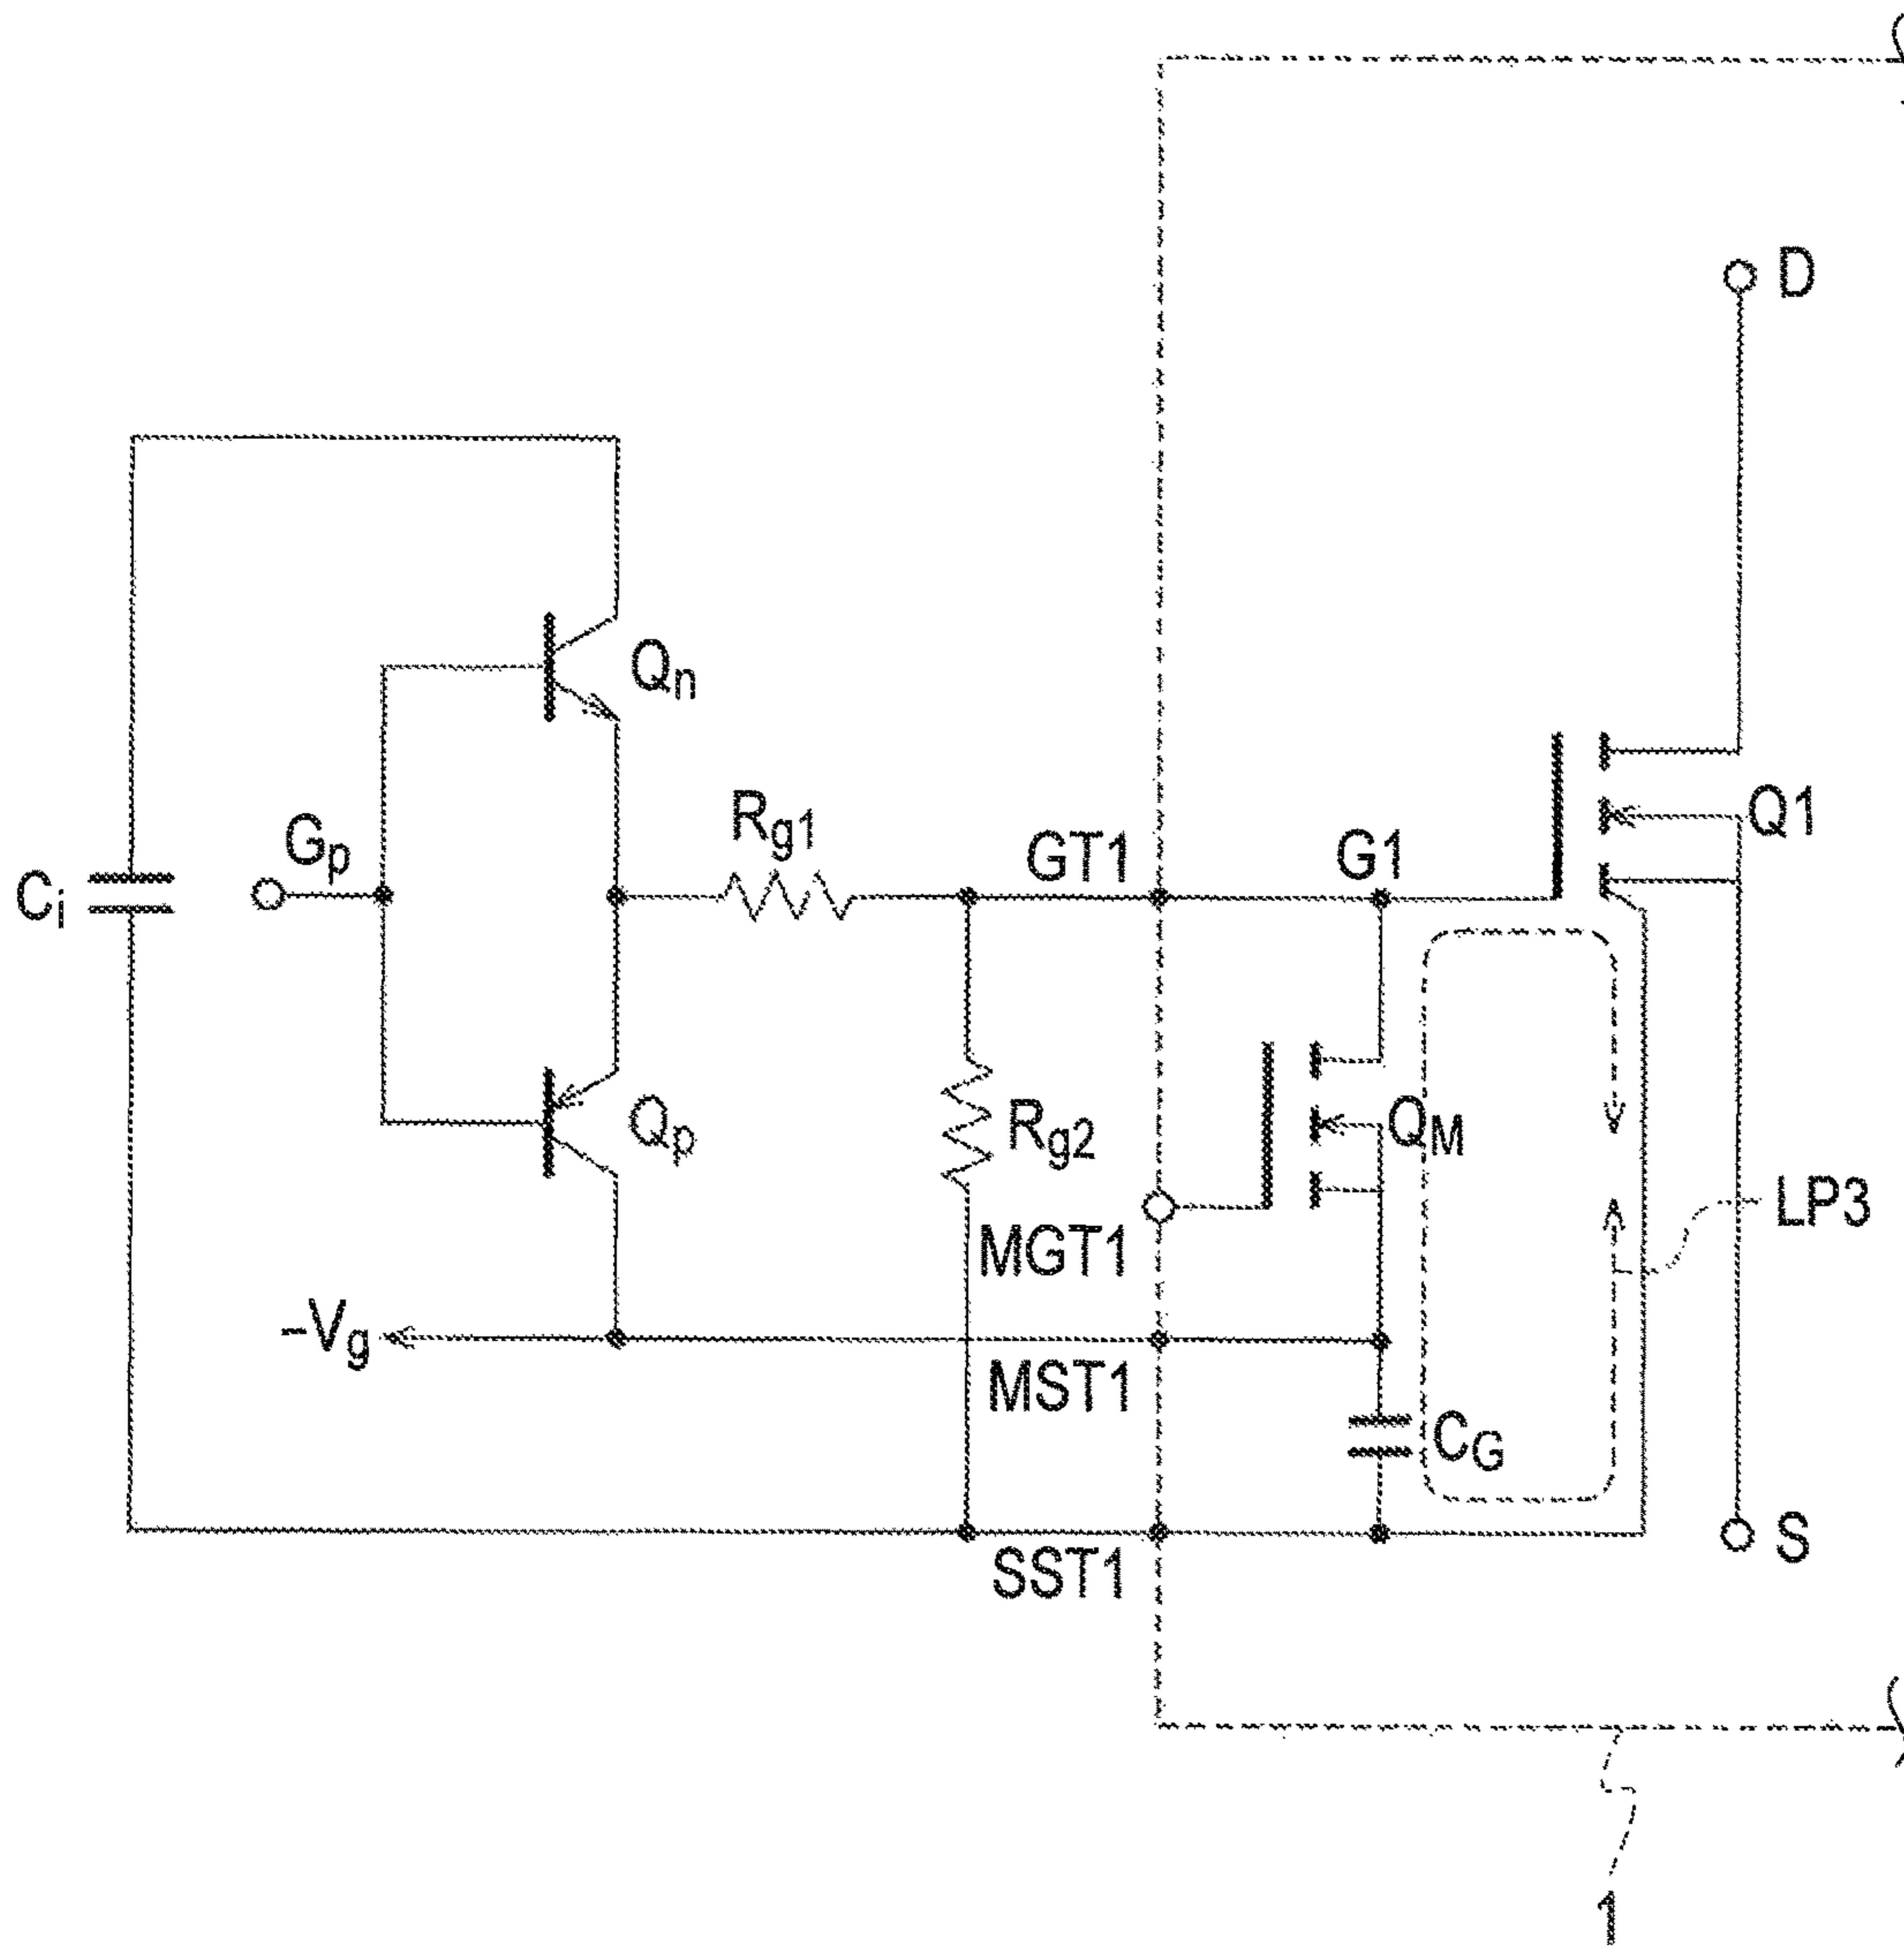 D
Qn
Rg1
Q1
Gp
GT1
G1
Ci
Qp
Rg2
QM
MGT1
LP3
–Vg
MST1
CG
SST1
S
1